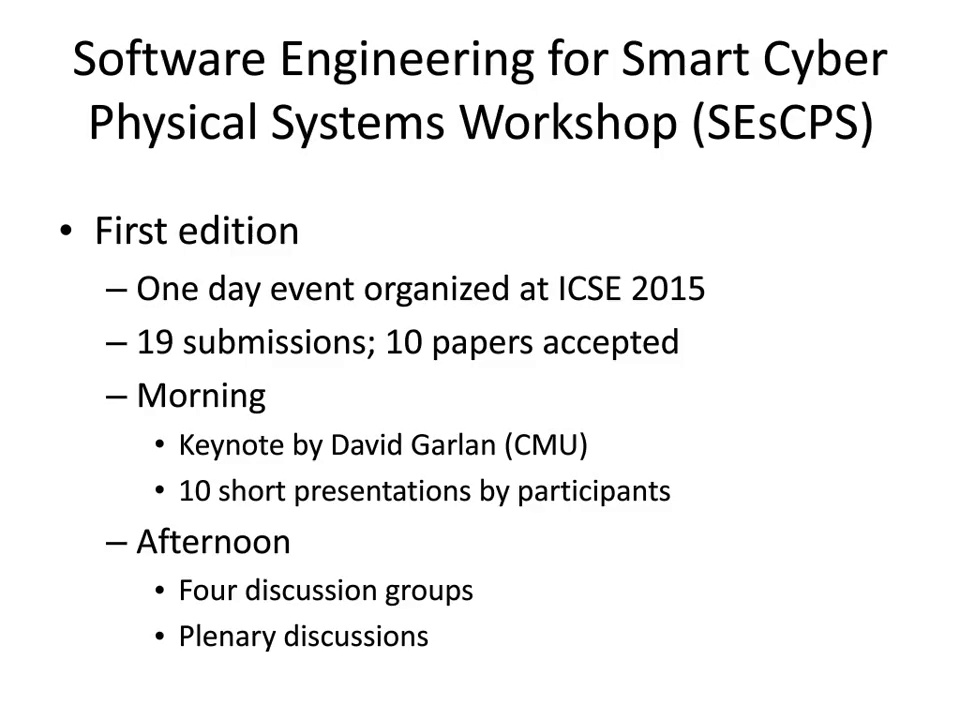 Software Engineering for Smart Cyber
Physical Systems Workshop (SEsCPS)
• First edition
– One day event organized at ICSE 2015
– 19 submissions; 10 papers accepted
– Morning
• Keynote by David Garlan (CMU)
• 10 short presentations by participants
– Afternoon
• Four discussion groups
• Plenary discussions